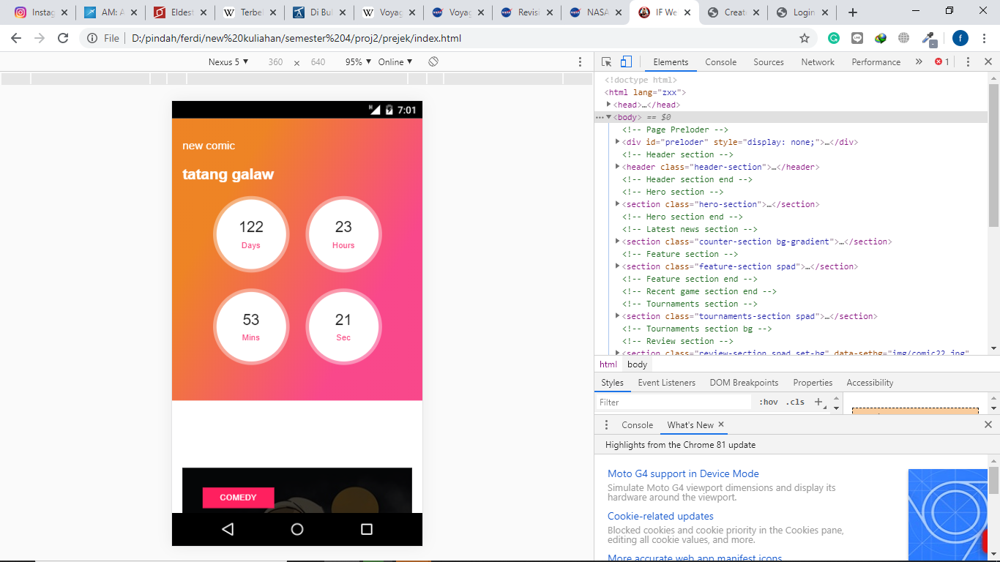 Instag
AM: A
Eldest
Terbel
Di Bul
Voyag
Voyag
Revisi
NASA
IF We
Create
Login
File
D:/pindah/ferdi/new%20kuliahan/semester%204/proj2/prejek/index.html
f
Nexus 5 ▼ 360 × 640 95% ▼ Online ▼
Elements Console Sources Network Performance » 1
7:01
new comic
tatang galaw
122 23
Days Hours
53 21
Mins Sec
COMEDY
<!doctype html>
<html lang="zxx">
<head>…</head>
<body> == $0
<!-- Page Preloder -->
<div id="preloder" style="display: none;">…</div>
<!-- Header section -->
<header class="header-section">…</header>
<!-- Header section end -->
<!-- Hero section -->
<section class="hero-section">…</section>
<!-- Hero section end -->
<!-- Latest news section -->
<section class="counter-section bg-gradient">…</section>
<!-- Feature section -->
<section class="feature-section spad">…</section>
<!-- Feature section end -->
<!-- Recent game section end -->
<!-- Tournaments section -->
<section class="tournaments-section spad">…</section>
<!-- Tournaments section bg -->
<!-- Review section -->
<section class="review-section spad set-bg" data-setbg="img/comic22.jpg"
html body
Styles Event Listeners DOM Breakpoints Properties Accessibility
Filter :hov .cls +
Console What's New
Highlights from the Chrome 81 update
Moto G4 support in Device Mode
Simulate Moto G4 viewport dimensions and display its
hardware around the viewport.
Cookie-related updates
Blocked cookies and cookie priority in the Cookies pane,
editing all cookie values, and more.
More accurate web app manifest icons